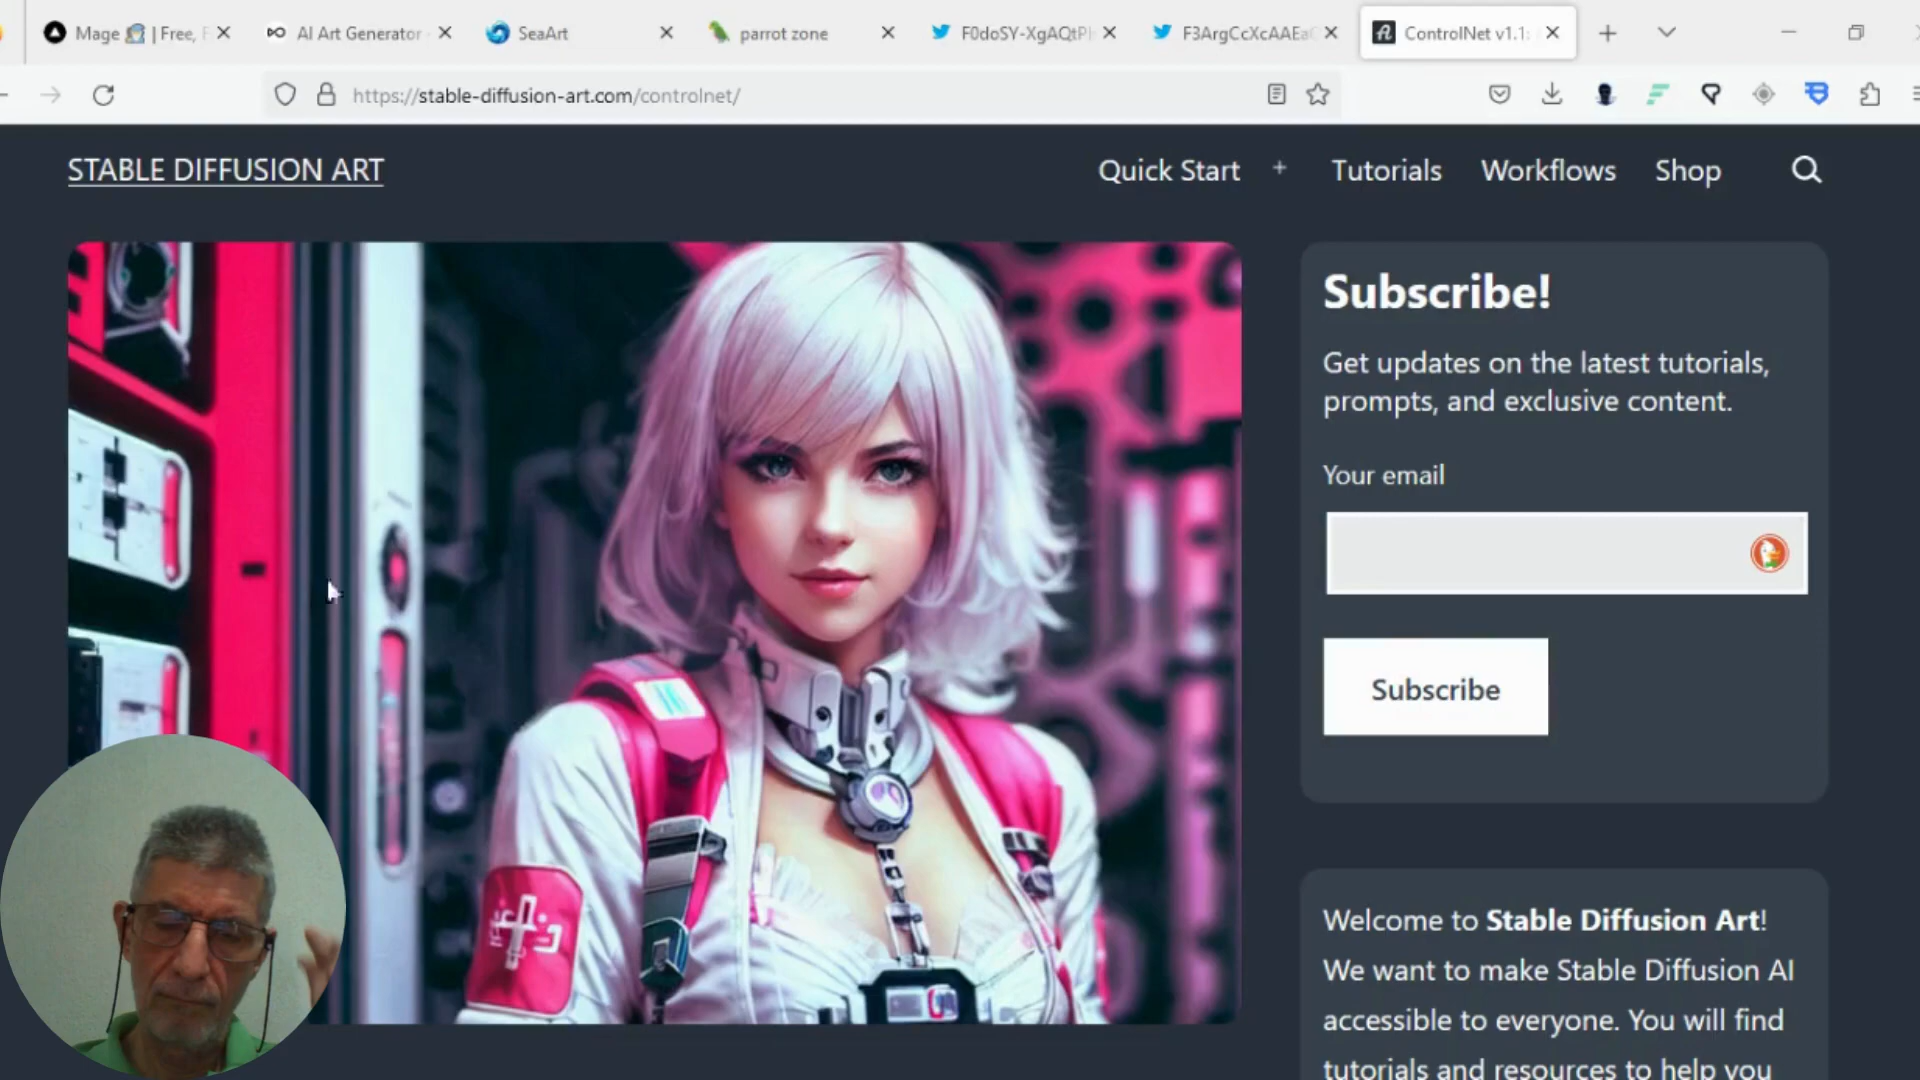 Mage | Free, F
AI Art Generator
SeaArt
parrot zone
F0doSY-XgAQtPI
F3ArgCcXcAAEa
ControlNet v1.1:
https://stable-diffusion-art.com/controlnet/
STABLE DIFFUSION ART
Quick Start
Tutorials
Workflows
Shop
Subscribe!
Get updates on the latest tutorials,
prompts, and exclusive content.
Your email
Subscribe
Welcome to Stable Diffusion Art!
We want to make Stable Diffusion AI
accessible to everyone. You will find
tutorials and resources to help you